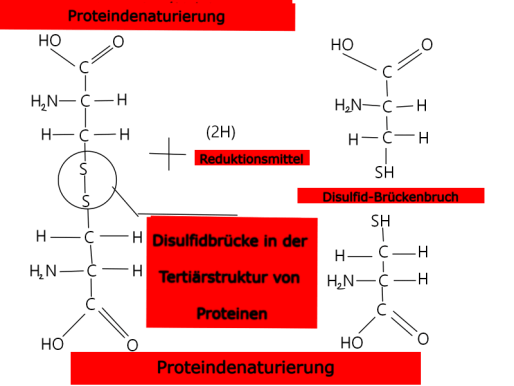 Proteindenaturierung
HO O
C
H₂N C H
H C H
S
S
H C H
H₂N C H
C
HO O
(2H)
Reduktionsmittel
Disulfidbrücke in der
Tertiärstruktur von
Proteinen
HO O
C
H₂N C H
H C H
SH
Disulfid-Brückenbruch
SH
H C H
H₂N C H
C
HO O
Proteindenaturierung